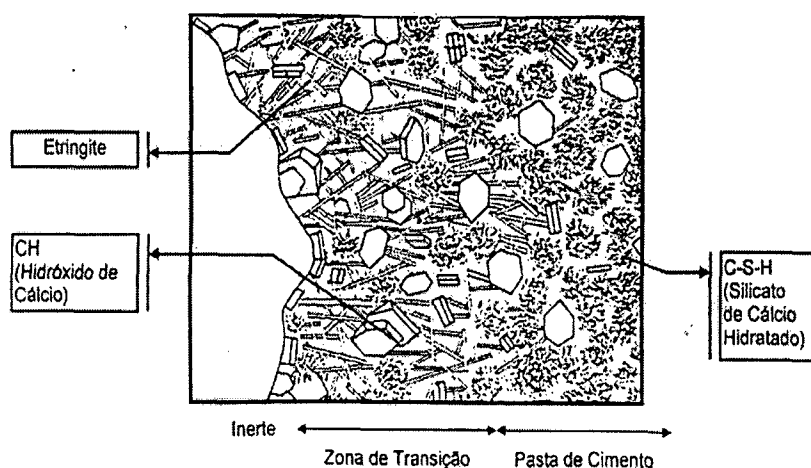 Etringite
CH
(Hidróxido de
Cálcio)
C-S-H
(Silicato
de Cálcio
Hidratado)
Inerte
Zona de Transição
Pasta de Cimento